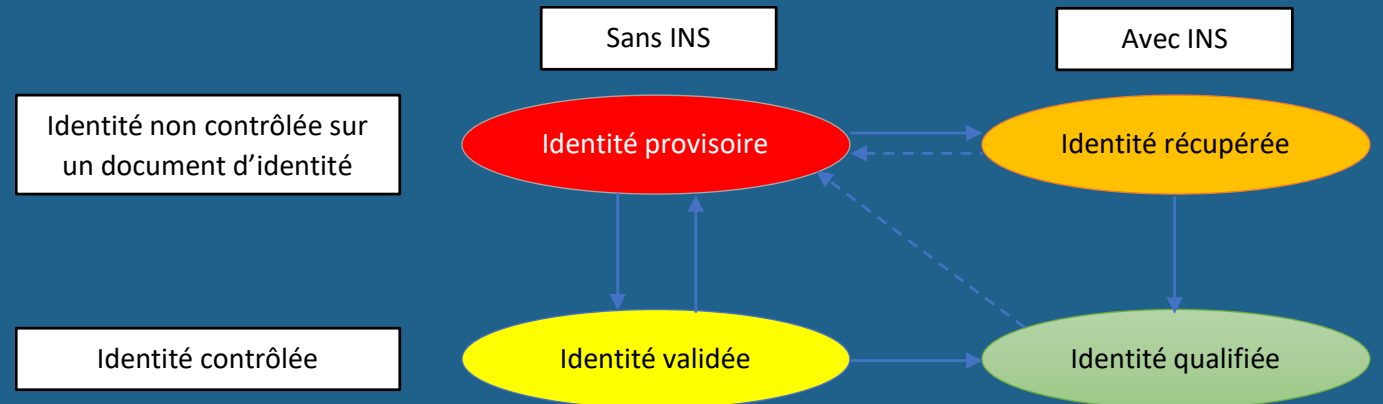 Sans INS
Avec INS
Identité non contrôlée sur
un document d'identité
Identité provisoire
Identité récupérée
Identité contrôlée
Identité validée
Identité qualifiée